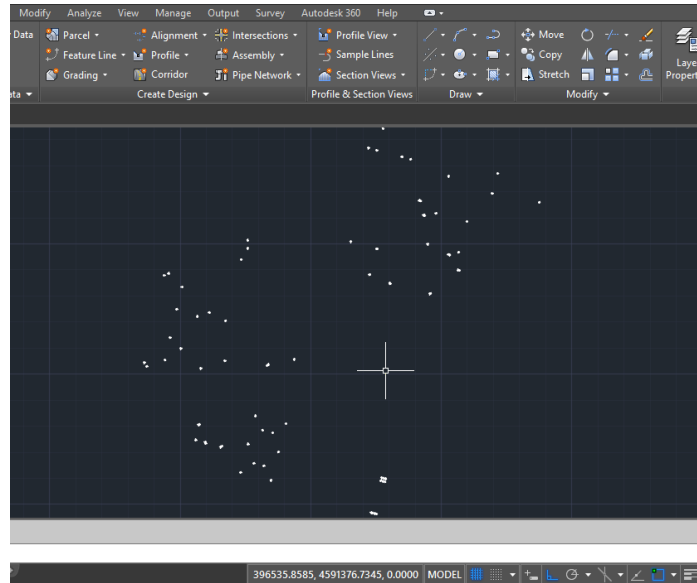 Modify Analyze View Manage Output Survey Autodesk 360 Help
Data Parcel Alignment Intersections Profile View Move
Feature Line Profile Assembly Sample Lines Copy Laye
Grading Corridor Pipe Network Section Views Stretch Propert
ata Create Design Profile & Section Views Draw Modify
396535.8585, 4591376.7345, 0.0000 MODEL